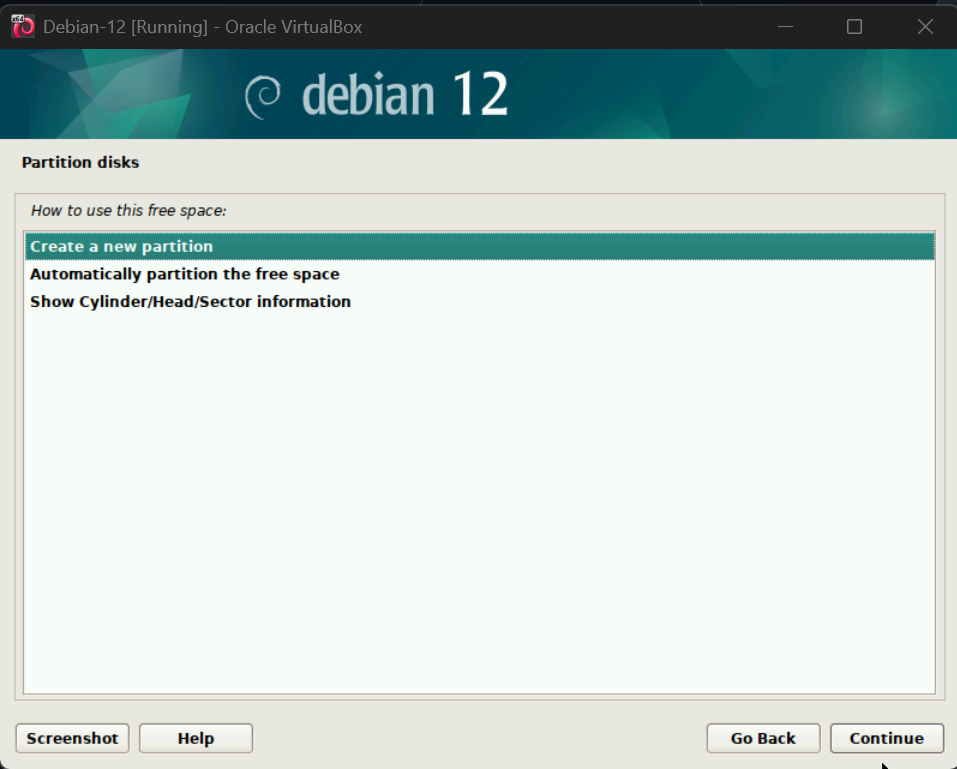 x64
Debian-12 [Running] - Oracle VirtualBox
debian 12
Partition disks
How to use this free space:
Create a new partition
Automatically partition the free space
Show Cylinder/Head/Sector information
Screenshot
Help
Go Back
Continue